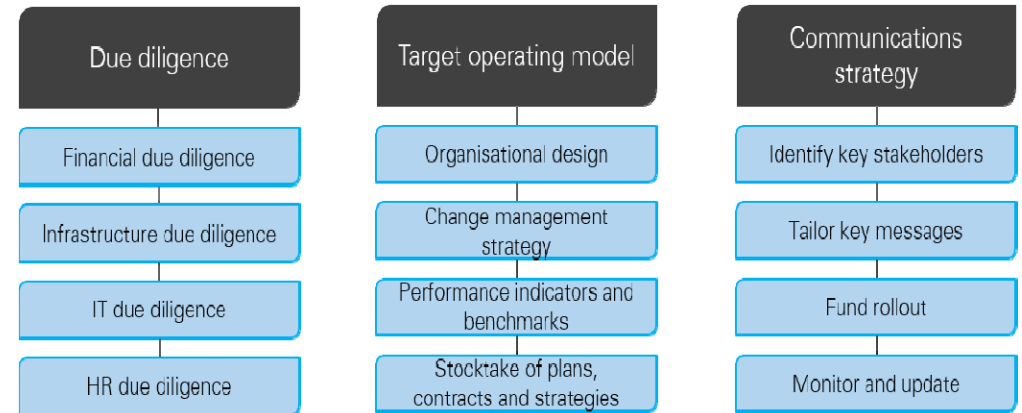 Due diligence
Financial due diligence
Infrastructure due diligence
IT due diligence
HR due diligence
Target operating model
Organisational design
Change management
strategy
Performance indicators and
benchmarks
Stocktake of plans,
contracts and strategies
Communications
strategy
Identify key stakeholders
Tailor key messages
Fund rollout
Monitor and update